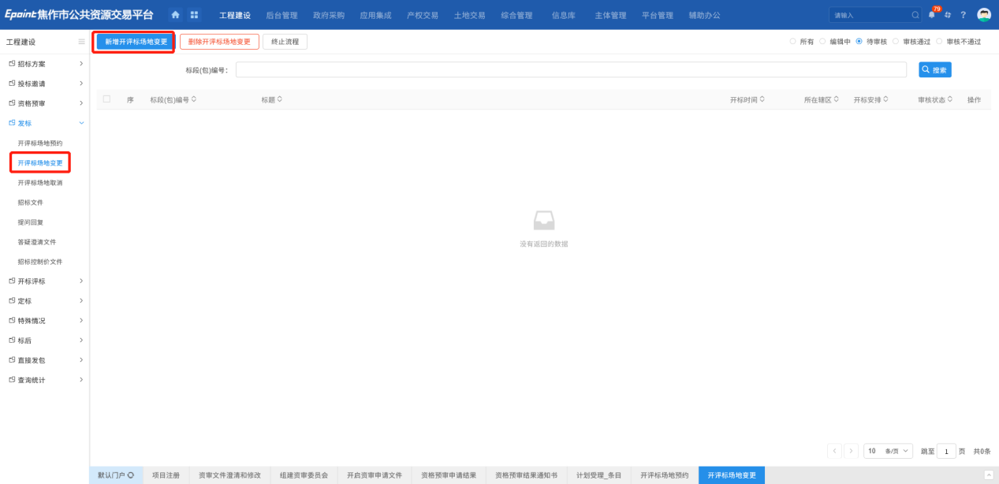 Epoint焦作市公共资源交易平台 工程建设 后台管理 政府采购 应用集成 产权交易 土地交易 综合管理 信息库 主体管理 平台管理 辅助办公 请输入 79 ?
工程建设 新增开评标场地变更 删除开评标场地变更 终止流程 所有 编辑中 待审核 审核通过 审核不通过
招标方案
标段(包)编号: 搜索
投标邀请
资格预审
序 标段(包)编号 标题 开标时间 所在辖区 开标安排 审核状态 操作
发标
开评标场地预约
开评标场地变更
开评标场地取消
招标文件
提问回复
答疑澄清文件
招标控制价文件
没有返回的数据
开标评标
定标
特殊情况
标后
直接发包
查询统计
10 条/页 跳至 1 页 共0条
默认门户 项目注册 资审文件澄清和修改 组建资审委员会 开启资审申请文件 资格预审申请结果 资格预审结果通知书 计划受理_条目 开评标场地预约 开评标场地变更